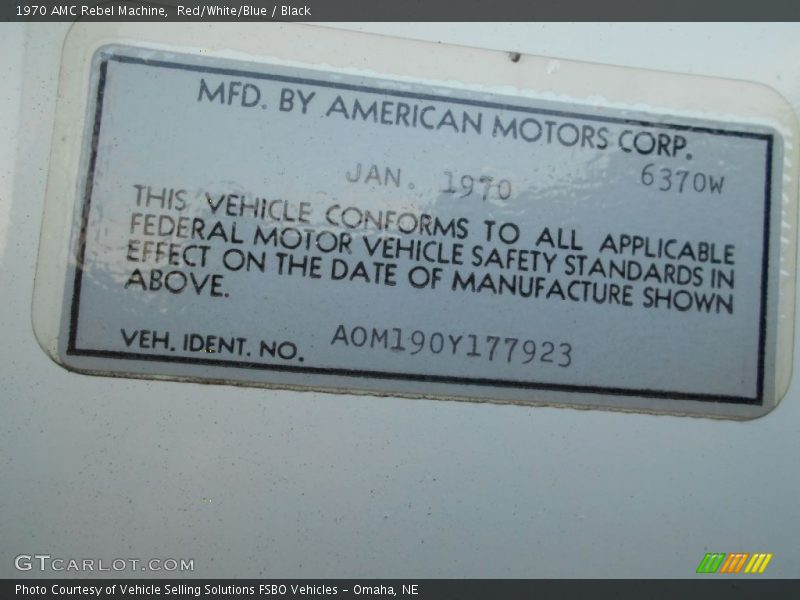 1970 AMC Rebel Machine,  Red/White/Blue / Black
MFD. BY AMERICAN MOTORS CORP.
JAN. 1970 6370W
THIS VEHICLE CONFORMS TO ALL APPLICABLE
FEDERAL MOTOR VEHICLE SAFETY STANDARDS IN
EFFECT ON THE DATE OF MANUFACTURE SHOWN
ABOVE.
VEH. IDENT. NO. A0M190Y177923
GTCARLOT.COM
Photo Courtesy of Vehicle Selling Solutions FSBO Vehicles – Omaha, NE